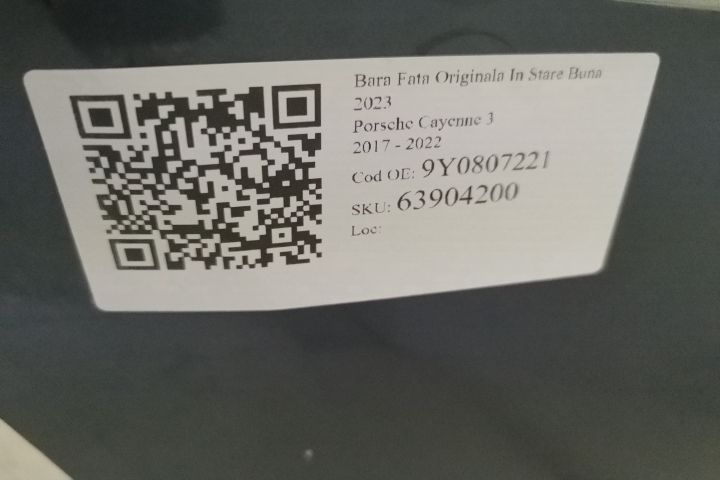 Bara Fata Originala In Stare Buna
2023
Porsche Cayenne 3
2017 - 2022
Cod OE: 9Y0807221
SKU: 63904200
Loc: